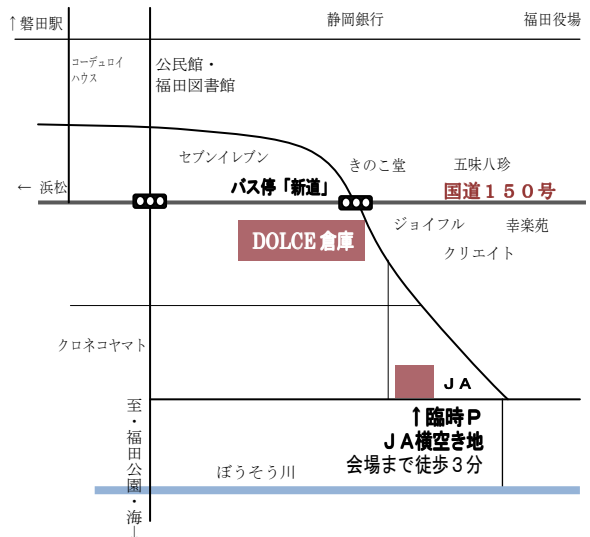 ↑磐田駅
静岡銀行
福田役場
コーデュロイ
ハウス
公民館・
福田図書館
セブンイレブン
きのこ堂
五味八珍
← 浜松
バス停「新道」
国道１５０号
DOLCE 倉庫
ジョイフル
幸楽苑
クリエイト
クロネコヤマト
ＪＡ
↑臨時Ｐ
ＪＡ横空き地
会場まで徒歩３分
至・福田公園・海
ぼうそう川